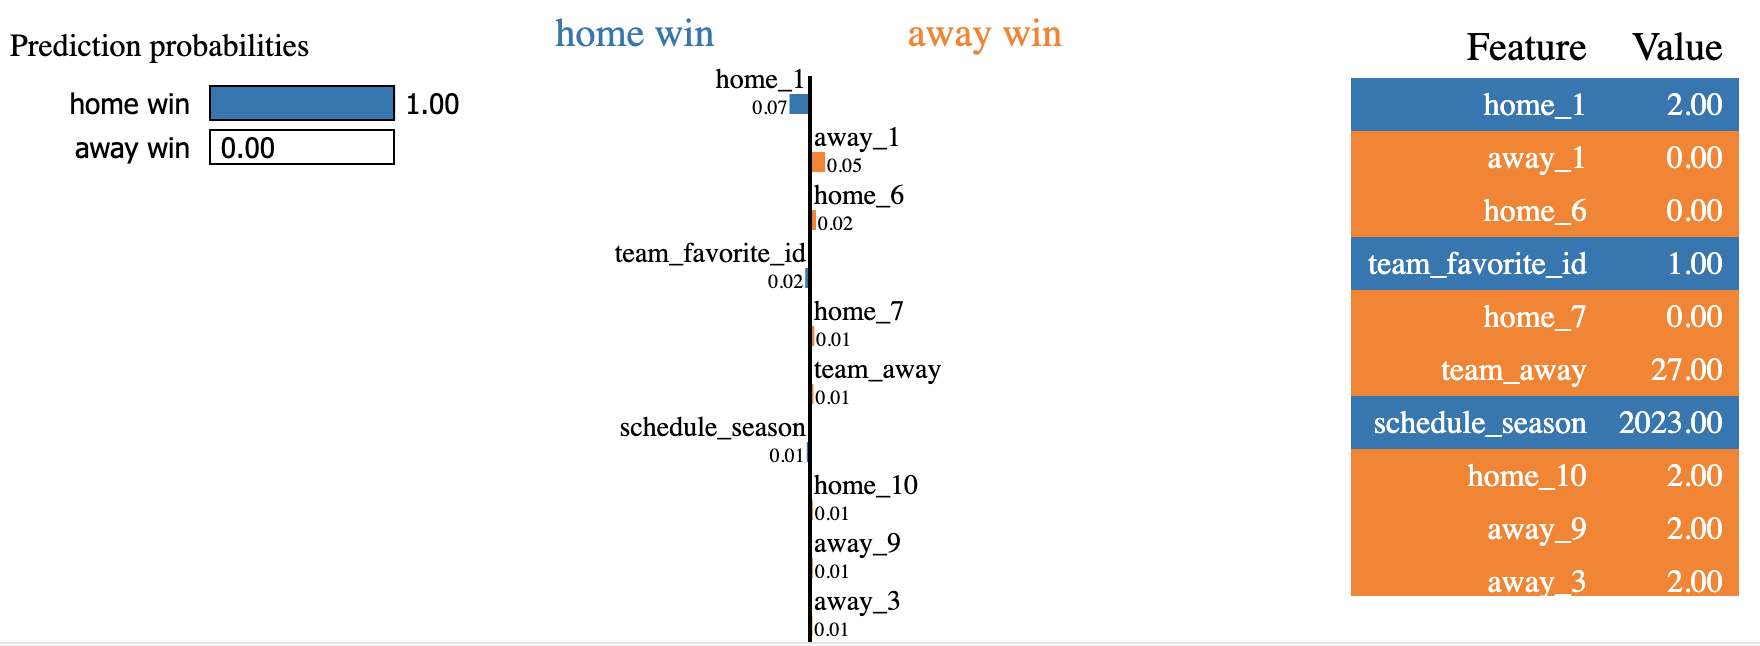 Prediction probabilities
home win 1.00
away win 0.00
home win away win
home_1
0.07
away_1
0.05
home_6
0.02
team_favorite_id
0.02
home_7
0.01
team_away
0.01
schedule_season
0.01
home_10
0.01
away_9
0.01
away_3
0.01
Feature Value
home_1 2.00
away_1 0.00
home_6 0.00
team_favorite_id 1.00
home_7 0.00
team_away 27.00
schedule_season 2023.00
home_10 2.00
away_9 2.00
away_3 2.00